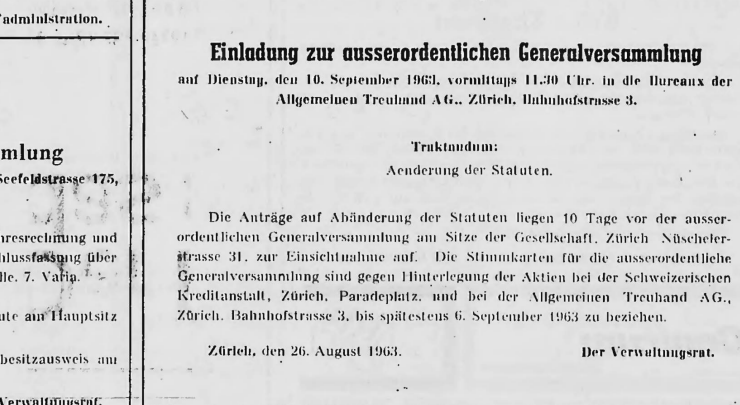 l'administration.
mlung
Seefeldstrasse 175,
hresrechnung und
hlussfassung über
lle. 7. Varia.
ute am Hauptsitz
besitzausweis am
Verwaltungsrat.
Einladung zur ausserordentlichen Generalversammlung
auf Dienstag, den 10. September 1963, vormittags 11.30 Uhr, in die Bureaux der
Allgemeinen Treuhand AG., Zürich, Bahnhofstrasse 3.
Traktandum:
Aenderung der Statuten.
Die Anträge auf Abänderung der Statuten liegen 10 Tage vor der ausser-
ordentlichen Generalversammlung am Sitze der Gesellschaft, Zürich Nüscheler-
strasse 31, zur Einsichtnahme auf. Die Stimmkarten für die ausserordentliche
Generalversammlung sind gegen Hinterlegung der Aktien bei der Schweizerischen
Kreditanstalt, Zürich, Paradeplatz, und bei der Allgemeinen Treuhand AG.,
Zürich, Bahnhofstrasse 3, bis spätestens 6. September 1963 zu beziehen.
Zürich, den 26. August 1963. Der Verwaltungsrat.